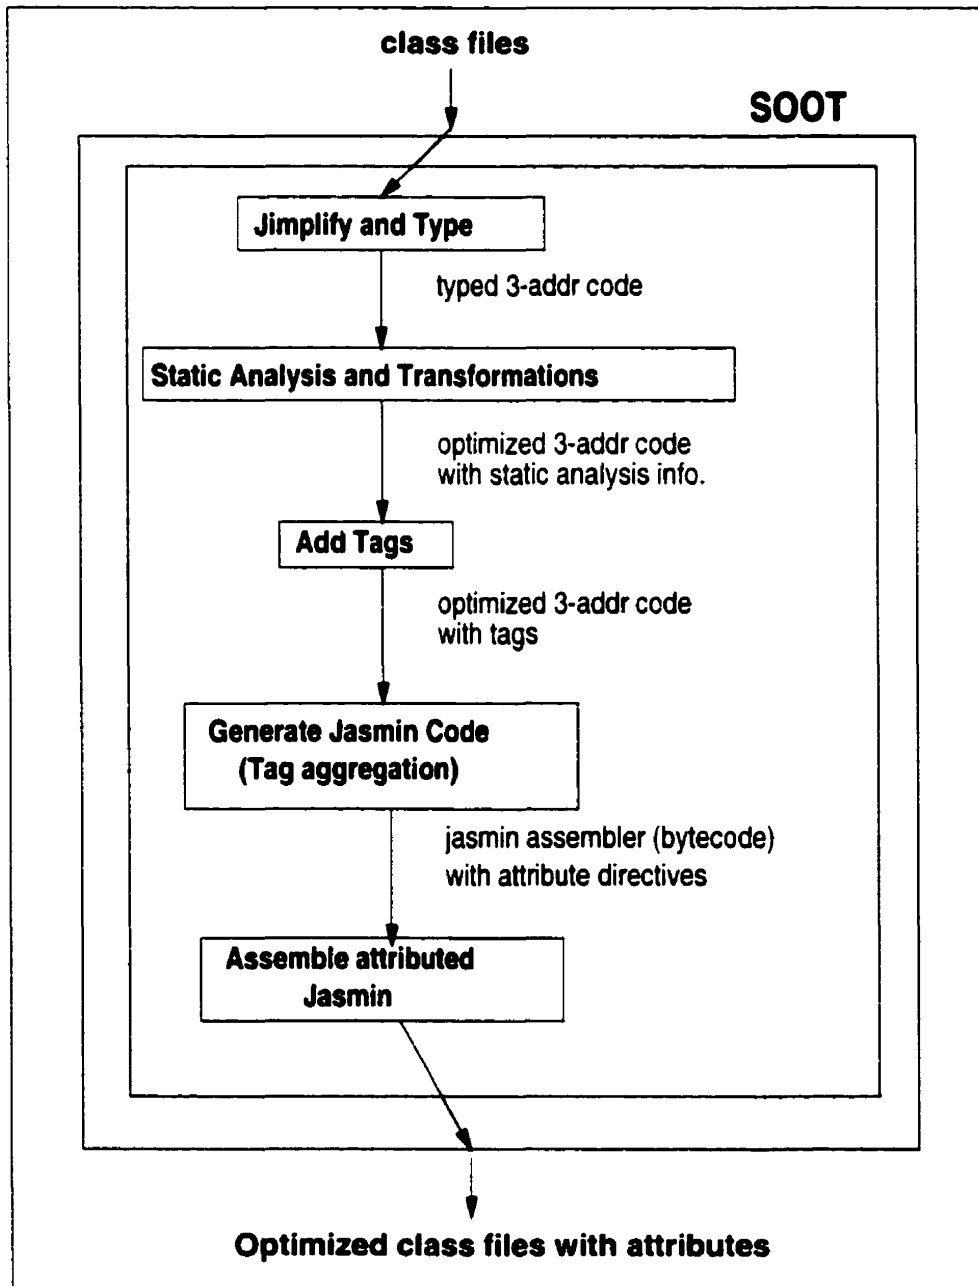 class files
SOOT
Jimplify and Type
typed 3-addr code
Static Analysis and Transformations
optimized 3-addr code
with static analysis info.
Add Tags
optimized 3-addr code
with tags
Generate Jasmin Code
(Tag aggregation)
jasmin assembler (bytecode)
with attribute directives
Assemble attributed
Jasmin
Optimized class files with attributes